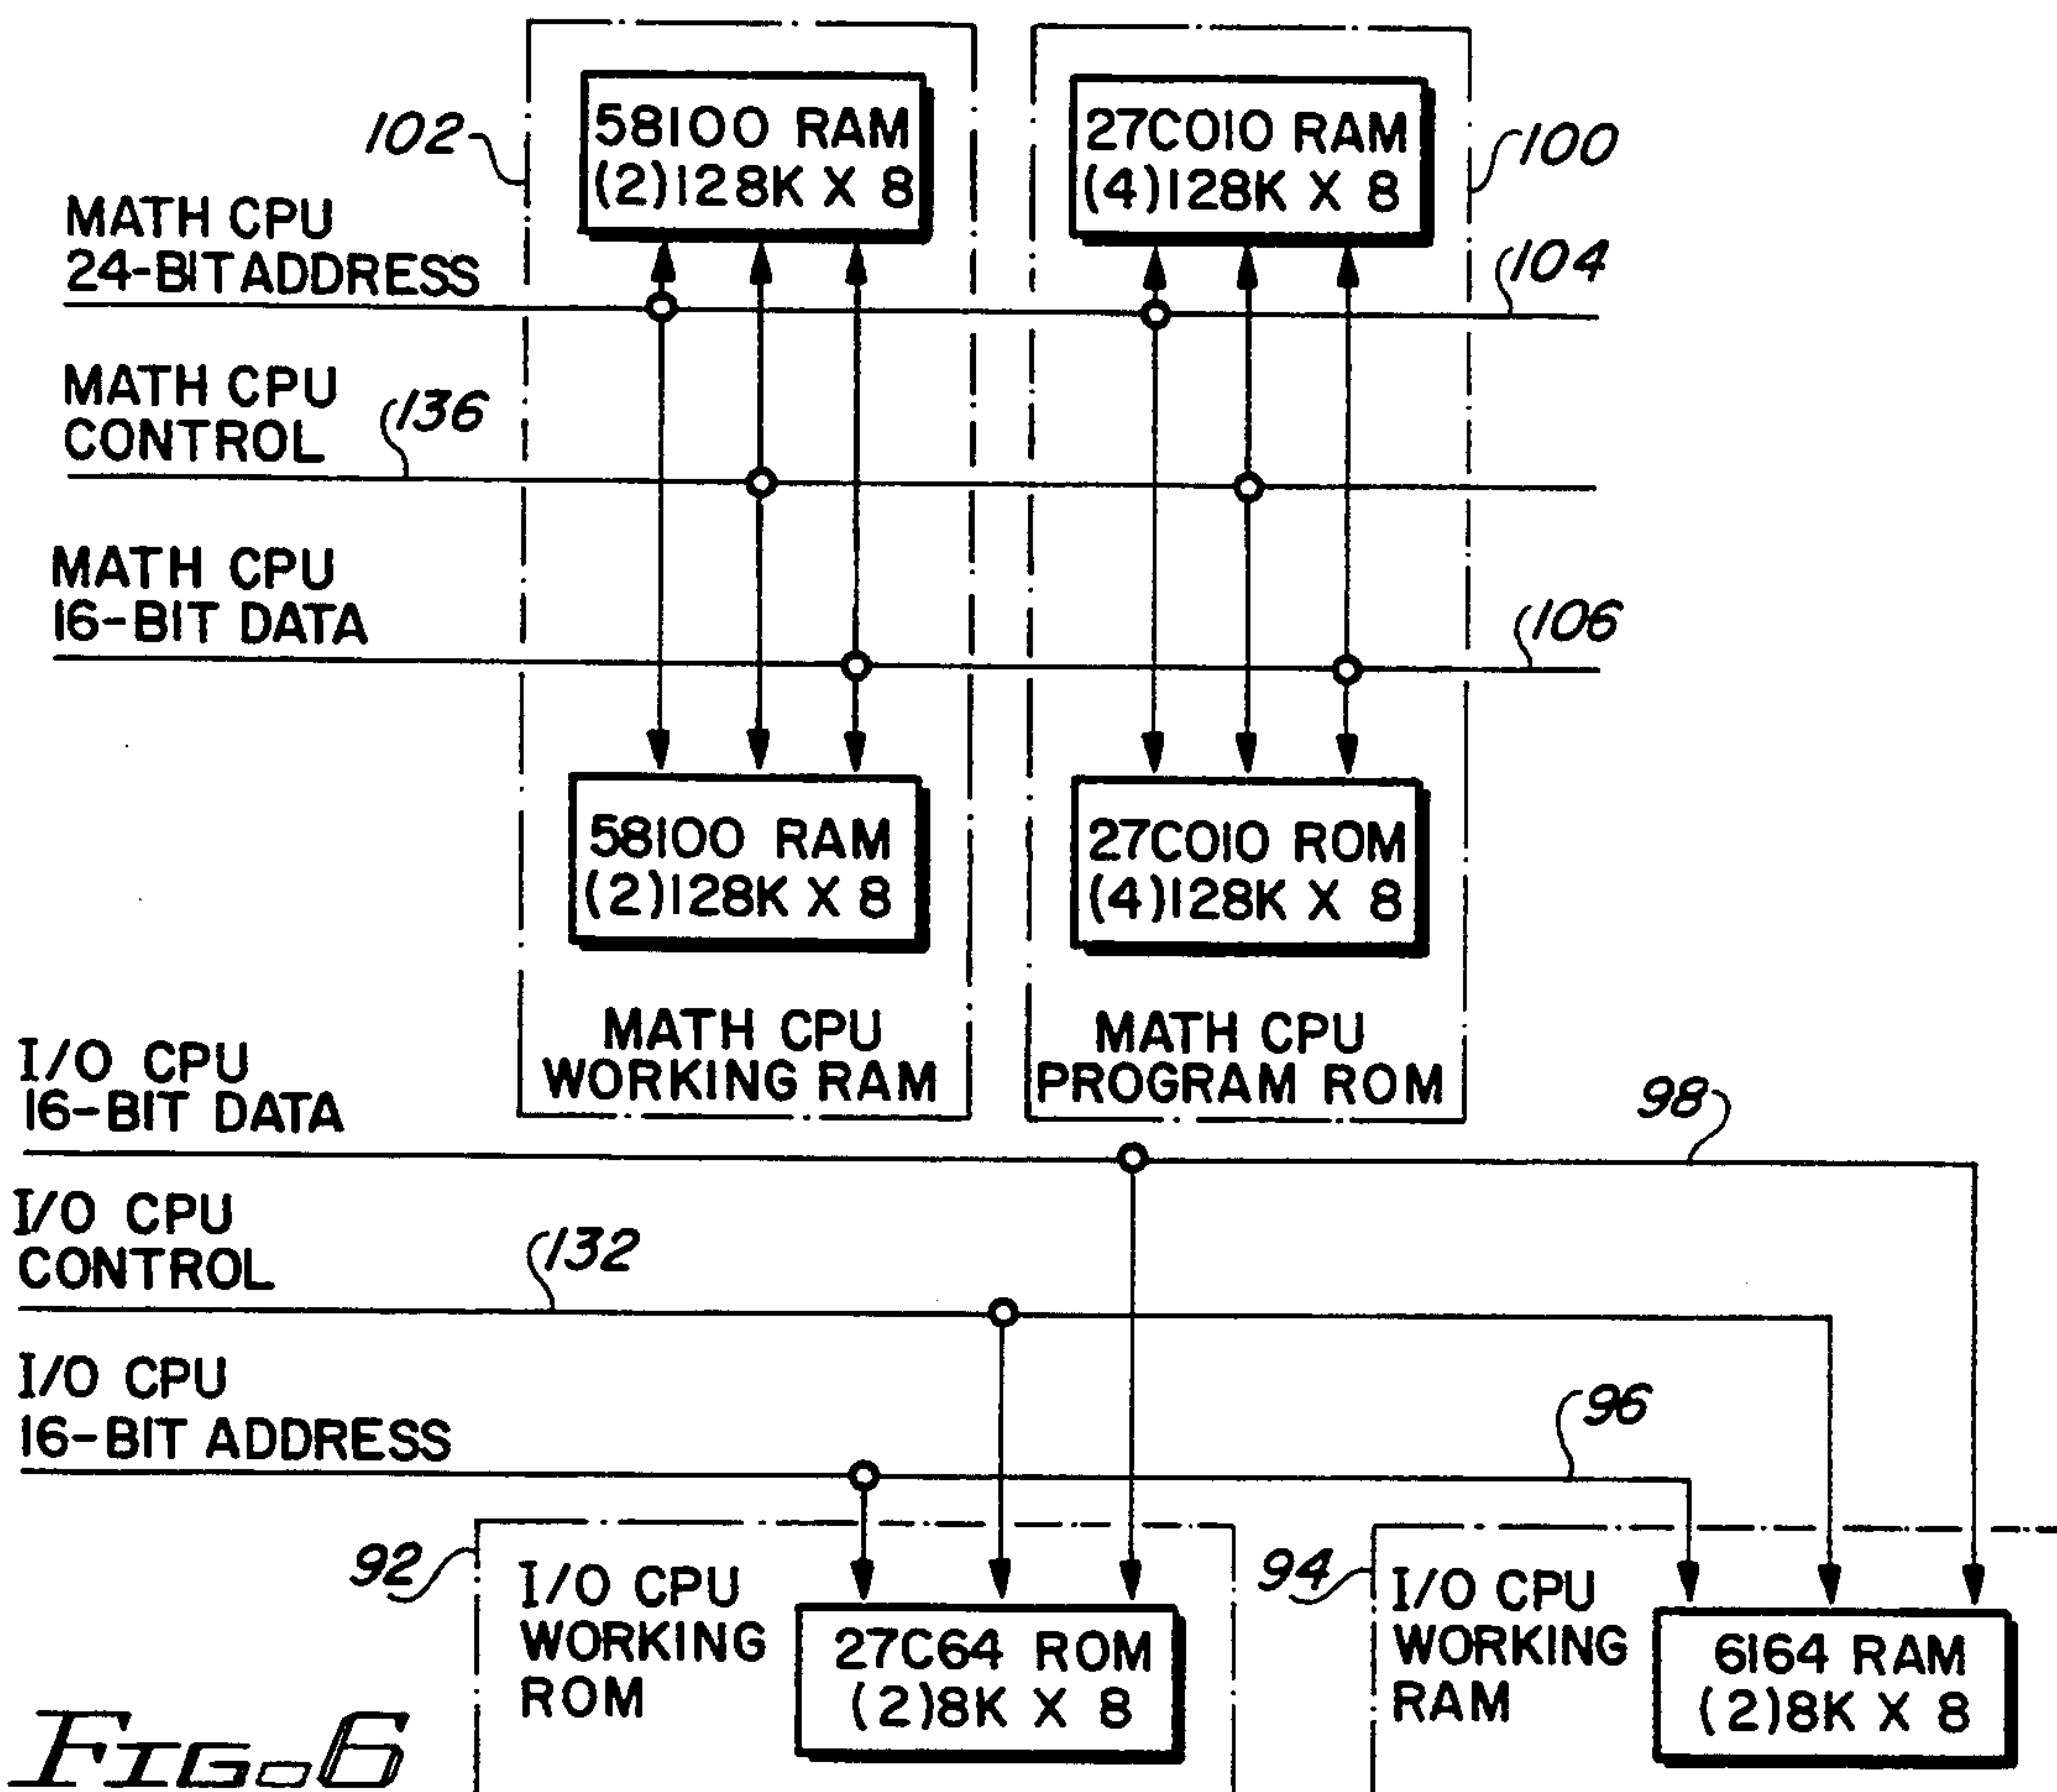 102
58100 RAM
(2)128K X 8
27C010 RAM
(4)128K X 8
100
MATH CPU
24-BIT ADDRESS
104
MATH CPU
CONTROL
136
MATH CPU
16-BIT DATA
106
58100 RAM
(2)128K X 8
27C010 ROM
(4)128K X 8
MATH CPU
WORKING RAM
MATH CPU
PROGRAM ROM
I/O CPU
16-BIT DATA
98
I/O CPU
CONTROL
132
I/O CPU
16-BIT ADDRESS
96
92
I/O CPU
WORKING
ROM
27C64 ROM
(2)8K X 8
94
I/O CPU
WORKING
RAM
6164 RAM
(2)8K X 8
FIG. 6